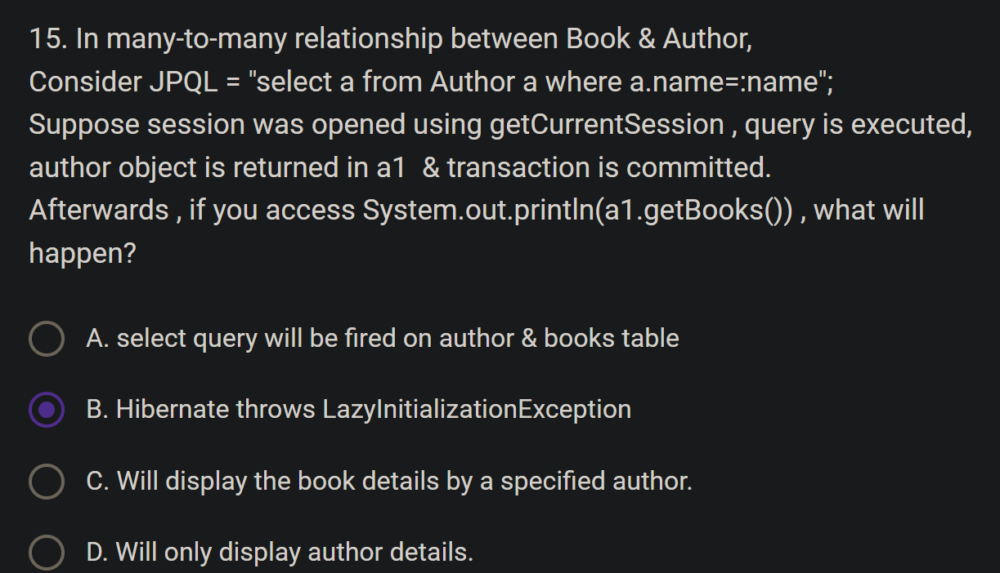 15. In many-to-many relationship between Book & Author,
Consider JPQL = "select a from Author a where a.name=:name";
Suppose session was opened using getCurrentSession , query is executed,
author object is returned in a1  & transaction is committed.
Afterwards , if you access System.out.println(a1.getBooks()) , what will
happen?
A. select query will be fired on author & books table
B. Hibernate throws LazyInitializationException
C. Will display the book details by a specified author.
D. Will only display author details.